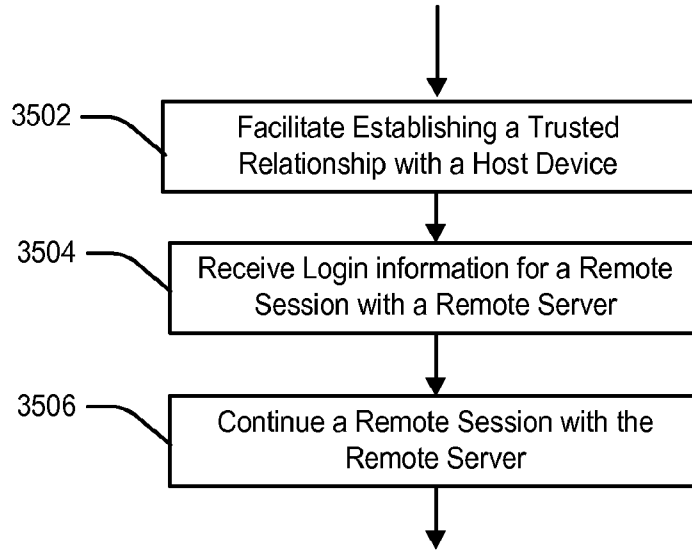 3502
Facilitate Establishing a Trusted
Relationship with a Host Device
3504
Receive Login information for a Remote
Session with a Remote Server
3506
Continue a Remote Session with the
Remote Server